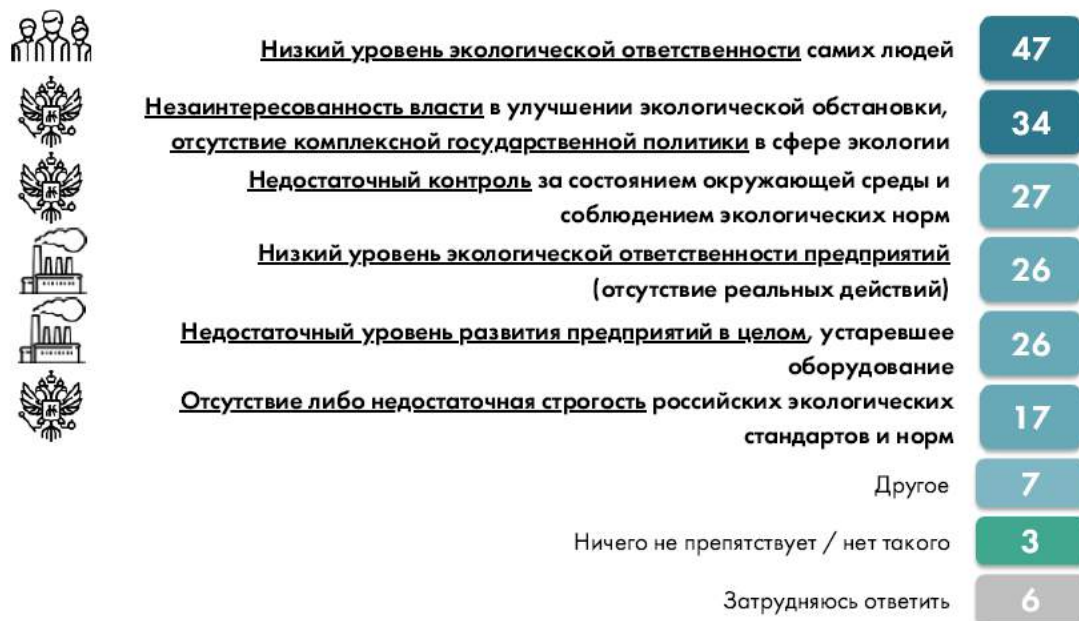 Низкий уровень экологической ответственности самих людей
47
Незаинтересованность власти в улучшении экологической обстановки,
отсутствие комплексной государственной политики в сфере экологии
34
Недостаточный контроль за состоянием окружающей среды и
соблюдением экологических норм
27
Низкий уровень экологической ответственности предприятий
(отсутствие реальных действий)
26
Недостаточный уровень развития предприятий в целом, устаревшее
оборудование
26
Отсутствие либо недостаточная строгость российских экологических
стандартов и норм
17
Другое
7
Ничего не препятствует / нет такого
3
Затрудняюсь ответить
6